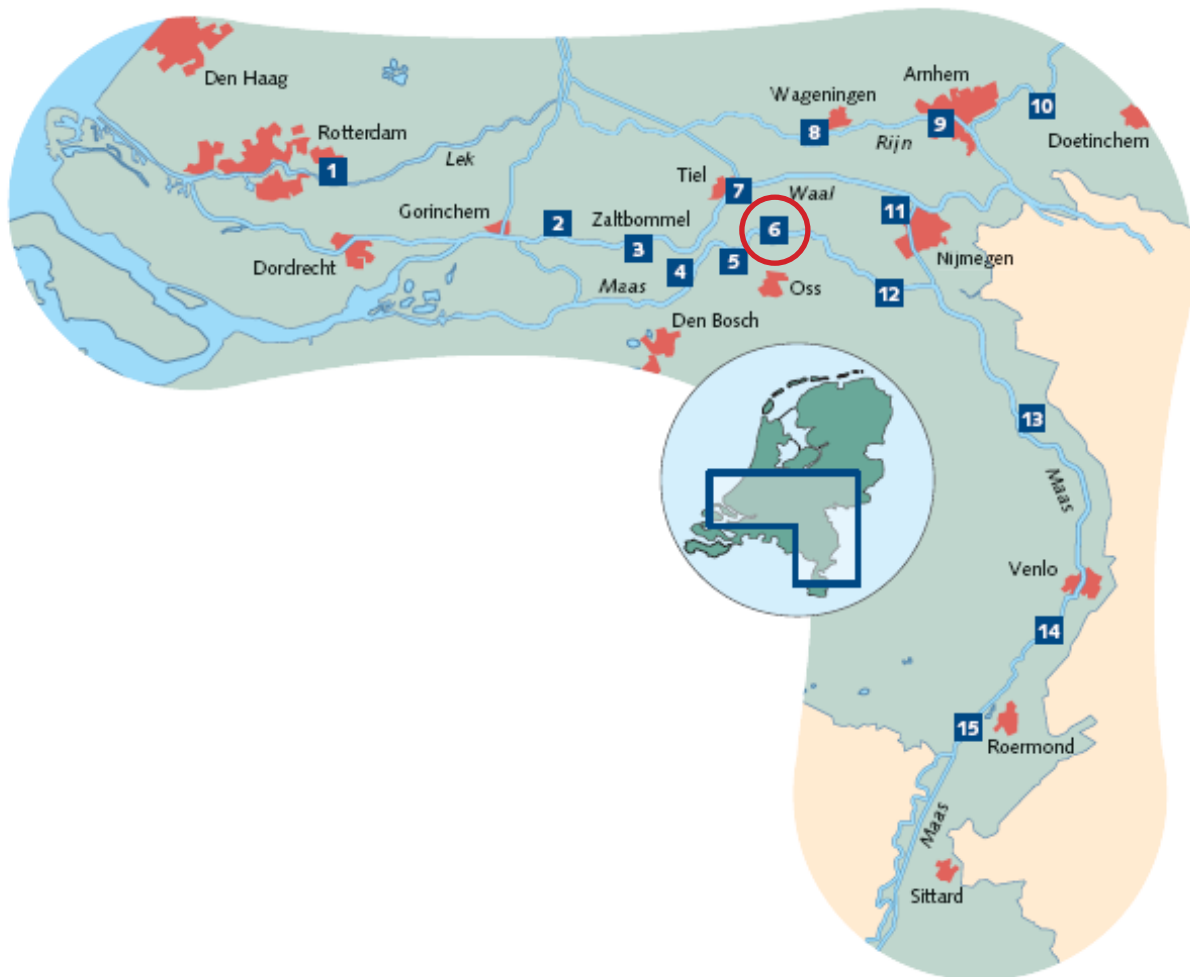 Den Haag
Rotterdam
1
Lek
Wageningen
8
Arnhem
9
Rijn
10
Doetinchem
Tiel
7
Waal
Gorinchem
2
Zaltbommel
3
4
5
6
11
Nijmegen
Dordrecht
Maas
Oss
12
Den Bosch
13
Maas
Venlo
14
15
Roermond
Maas
Sittard